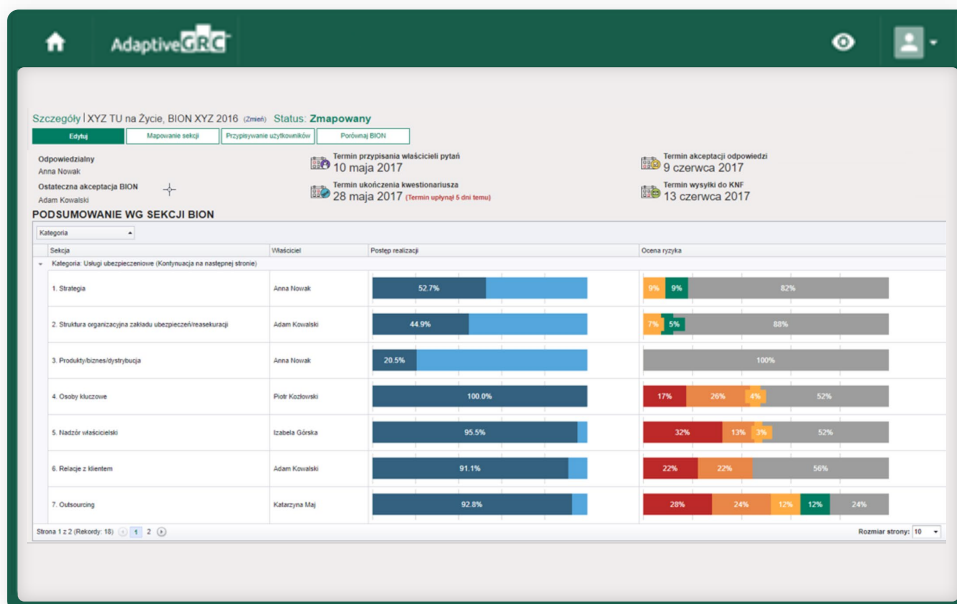 AdaptiveGRC
Szczegóły | XYZ TU na Życie, BION XYZ 2016 (Zmień) Status: Zmapowany
Edytuj Mapowanie sekcji Przypisywanie użytkowników Porównaj BION
Odpowiedzialny
Anna Nowak
Ostateczna akceptacja BION
Adam Kowalski
Termin przypisania właścicieli pytań
10 maja 2017
Termin ukończenia kwestionariusza
28 maja 2017 (Termin upłynął 5 dni temu)
Termin akceptacji odpowiedzi
9 czerwca 2017
Termin wysyłki do KNF
13 czerwca 2017
PODSUMOWANIE WG SEKCJI BION
Kategoria
Sekcja Właściciel Postęp realizacji Ocena ryzyka
Kategoria: Usługi ubezpieczeniowe (Kontynuacja na następnej stronie)
1. Strategia Anna Nowak 52.7% 9% 9% 82%
2. Struktura organizacyjna zakładu ubezpieczeń/reasekuracji Adam Kowalski 44.9% 7% 5% 88%
3. Produkty/biznes/dystrybucja Anna Nowak 20.5% 100%
4. Osoby kluczowe Piotr Kozłowski 100.0% 17% 26% 4% 52%
5. Nadzór właścicielski Izabela Górska 95.5% 32% 13% 3% 52%
6. Relacje z klientem Adam Kowalski 91.1% 22% 22% 56%
7. Outsourcing Katarzyna Maj 92.8% 28% 24% 12% 12% 24%
Strona 1 z 2 (Rekordy: 18) 1 2 Rozmiar strony: 10